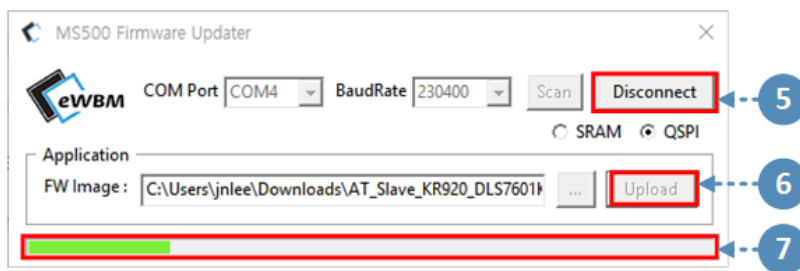 MS500 Firmware Updater
eWBM COM Port COM4 BaudRate 230400 Scan Disconnect 5
SRAM QSPI
Application
FW Image : C:\Users\jnlee\Downloads\AT_Slave_KR920_DLS7601K ... Upload 6
7